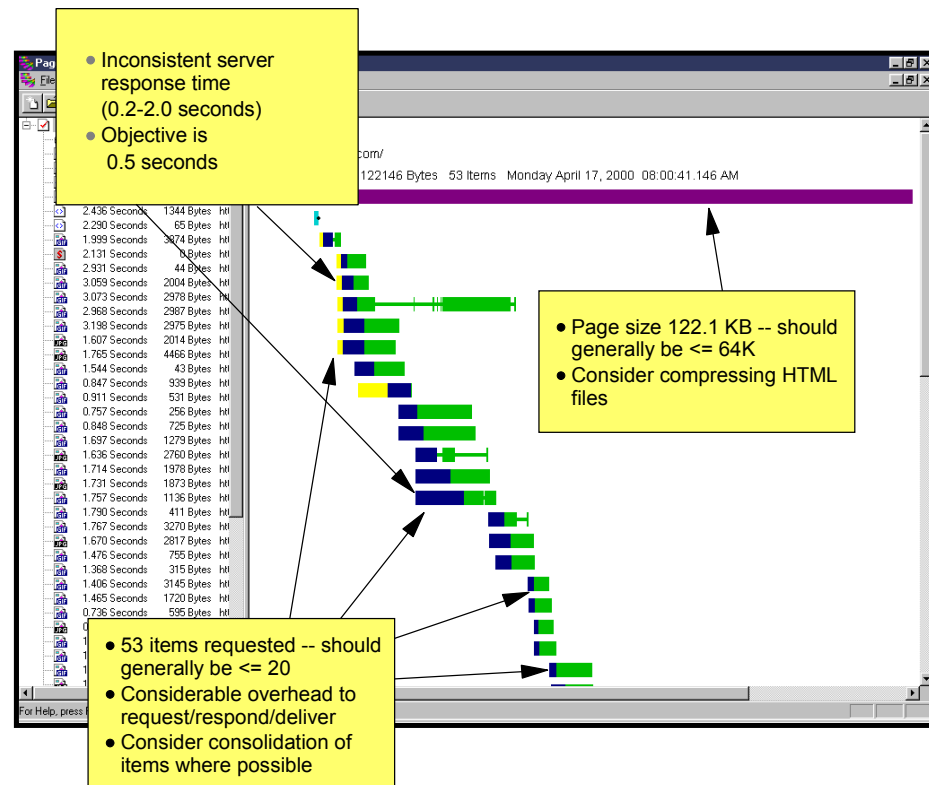 • Inconsistent server
response time
(0.2-2.0 seconds)
• Objective is
0.5 seconds
Pag
File
com/
122146 Bytes 53 Items Monday April 17, 2000 08:00:41.146 AM
2.436 Seconds 1344 Bytes
2.290 Seconds 65 Bytes
1.999 Seconds 3874 Bytes
2.131 Seconds 0 Bytes
2.931 Seconds 44 Bytes
3.059 Seconds 2004 Bytes
3.073 Seconds 2978 Bytes
2.968 Seconds 2987 Bytes
3.198 Seconds 2975 Bytes
1.607 Seconds 2014 Bytes
1.765 Seconds 4466 Bytes
1.544 Seconds 43 Bytes
0.847 Seconds 939 Bytes
0.911 Seconds 531 Bytes
0.757 Seconds 256 Bytes
0.848 Seconds 725 Bytes
1.697 Seconds 1279 Bytes
1.636 Seconds 2760 Bytes
1.714 Seconds 1978 Bytes
1.731 Seconds 1873 Bytes
1.757 Seconds 1136 Bytes
1.790 Seconds 411 Bytes
1.767 Seconds 3270 Bytes
1.670 Seconds 2817 Bytes
1.476 Seconds 755 Bytes
1.368 Seconds 315 Bytes
1.406 Seconds 3145 Bytes
1.465 Seconds 1720 Bytes
0.736 Seconds 595 Bytes
• Page size 122.1 KB -- should
generally be <= 64K
• Consider compressing HTML
files
• 53 items requested -- should
generally be <= 20
• Considerable overhead to
request/respond/deliver
• Consider consolidation of
items where possible
For Help, press